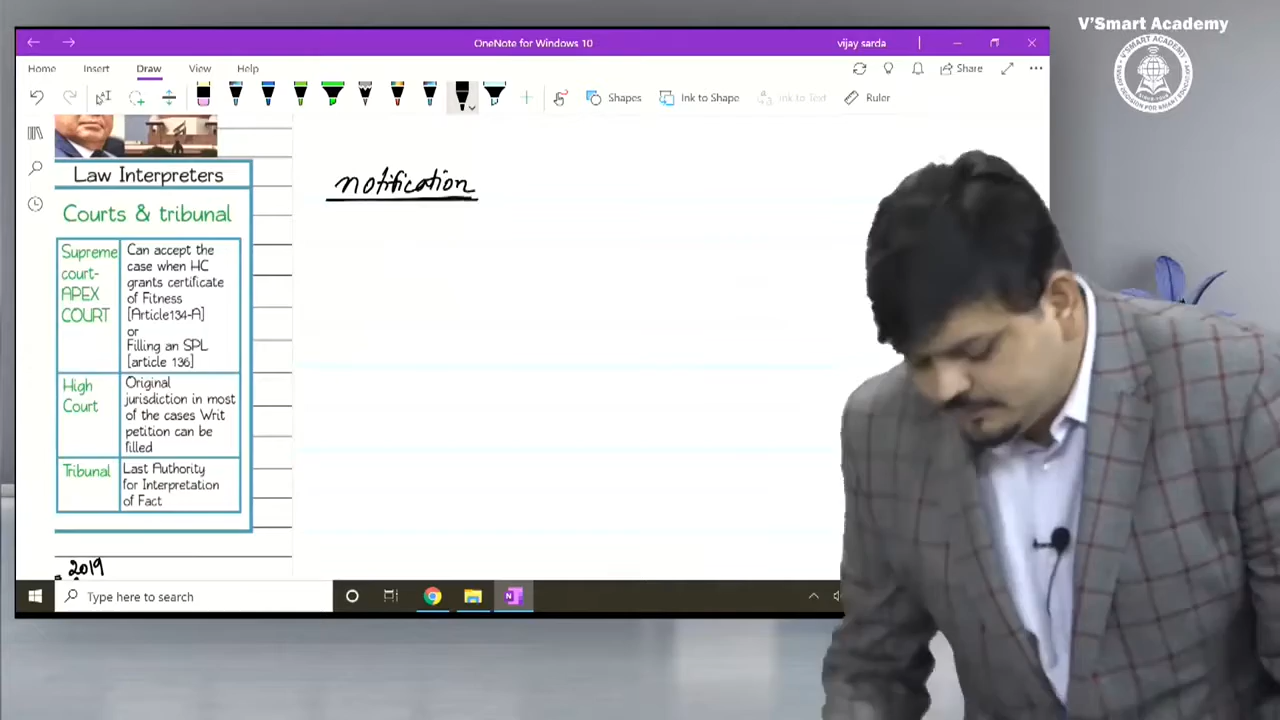 V'Smart Academy
OneNote for Windows 10
vijay sarda
Home
Insert
Draw
View
Help
Share
Shapes
Ink to Shape
Ink to Text
Ruler
Law Interpreters
Courts & tribunal
Supreme court- APEX COURT
Can accept the
case when HC
grants certificate
of Fitness
[Article134-A]
or
Filling an SPL
[article 136]
High Court
Original
jurisdiction in most
of the cases Writ
petition can be
filled
Tribunal
Last Authority
for Interpretation
of Fact
2019
notification
Type here to search